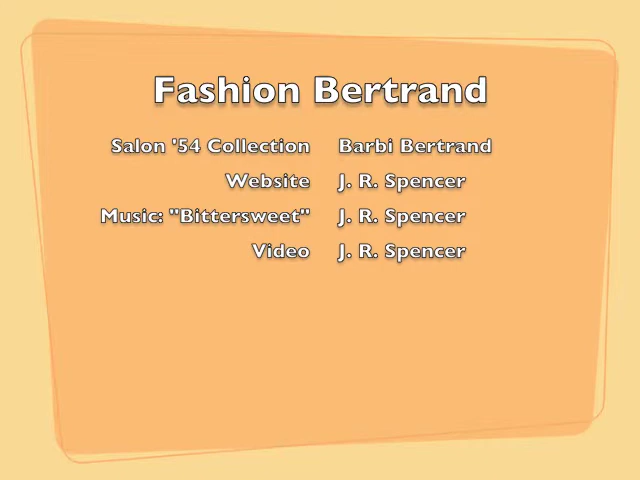 Fashion Bertrand
Salon '54 Collection Barbi Bertrand
Website J. R. Spencer
Music: "Bittersweet" J. R. Spencer
Video J. R. Spencer